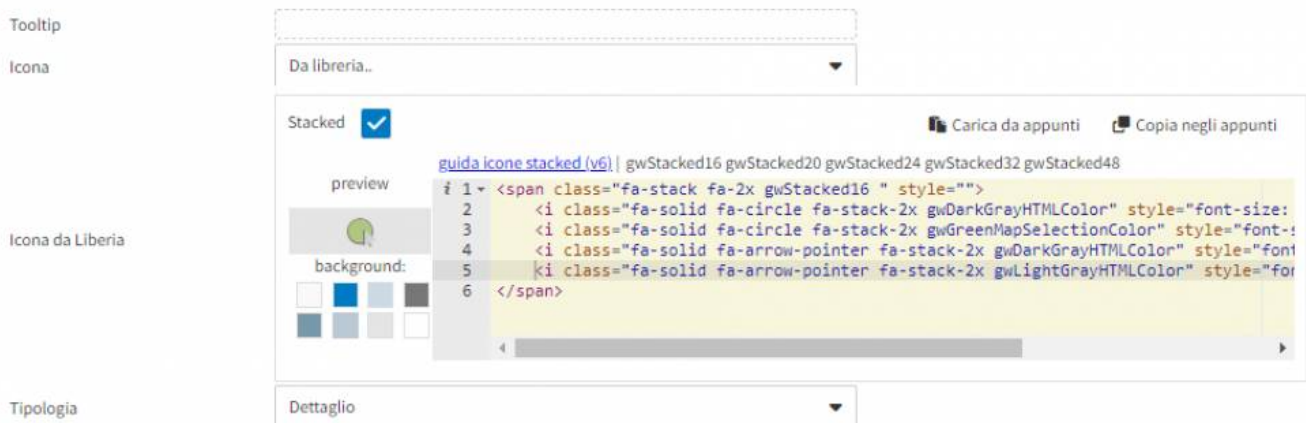 Tooltip
Icona
Da libreria..
Stacked
Carica da appunti
Copia negli appunti
guida icone stacked (v6) | gwStacked16 gwStacked20 gwStacked24 gwStacked32 gwStacked48
preview
i 1 <span class="fa-stack fa-2x gwStacked16 " style="">
2 <i class="fa-solid fa-circle fa-stack-2x gwDarkGrayHTMLColor" style="font-size:
3 <i class="fa-solid fa-circle fa-stack-2x gwGreenMapSelectionColor" style="font-s
4 <i class="fa-solid fa-arrow-pointer fa-stack-2x gwDarkGrayHTMLColor" style="font
5 <i class="fa-solid fa-arrow-pointer fa-stack-2x gwLightGrayHTMLColor" style="for
6 </span>
Icona da Liberia
background:
Tipologia
Dettaglio